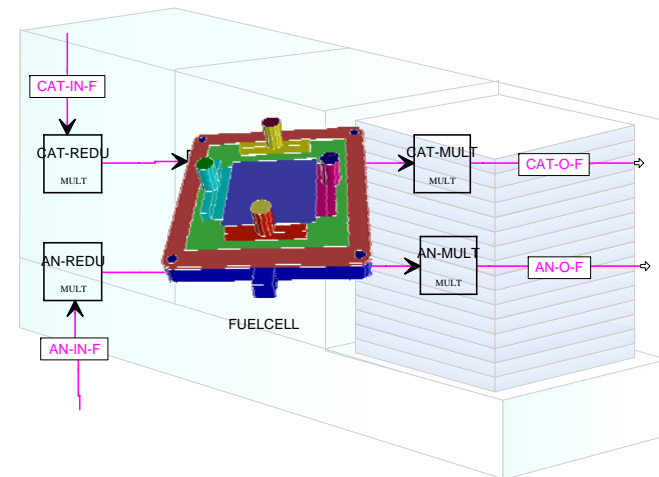 CAT-IN-F
CAT-REDU
MULT
CAT-MULT
MULT
CAT-O-F
AN-REDU
MULT
AN-MULT
MULT
AN-O-F
FUELCELL
AN-IN-F